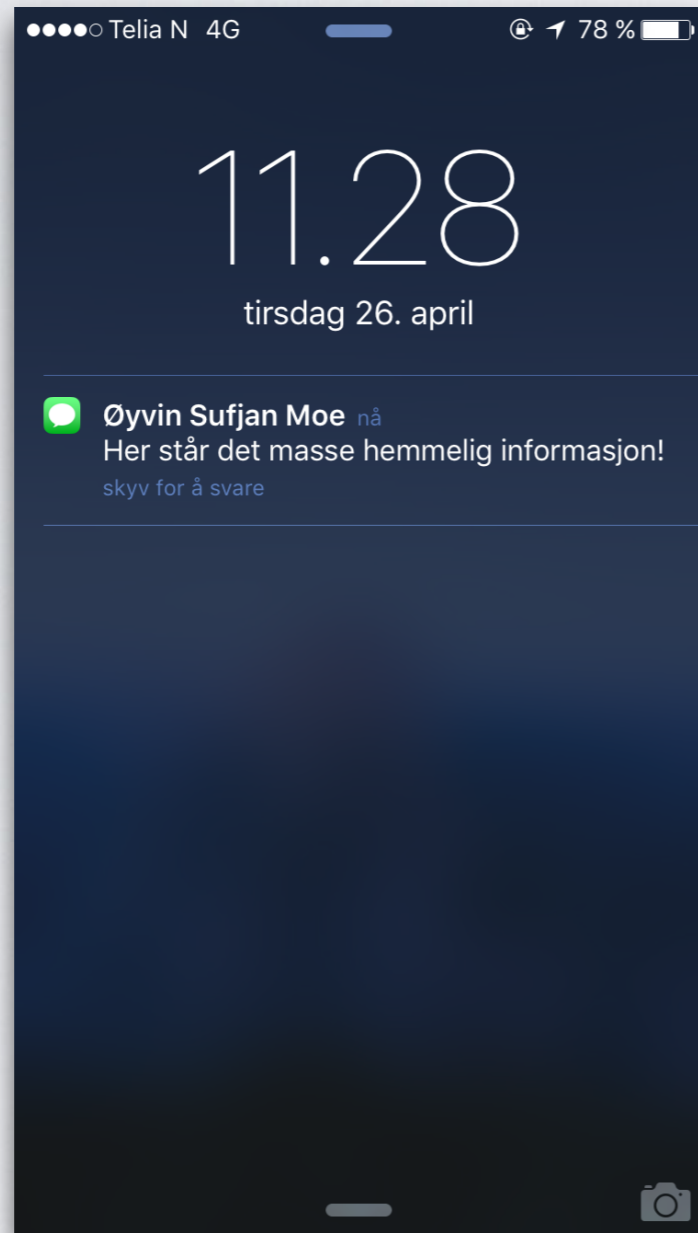 Telia N 4G 78 %
11.28
tirsdag 26. april
Øyvin Sufjan Moe nå
Her står det masse hemmelig informasjon!
skyv for å svare